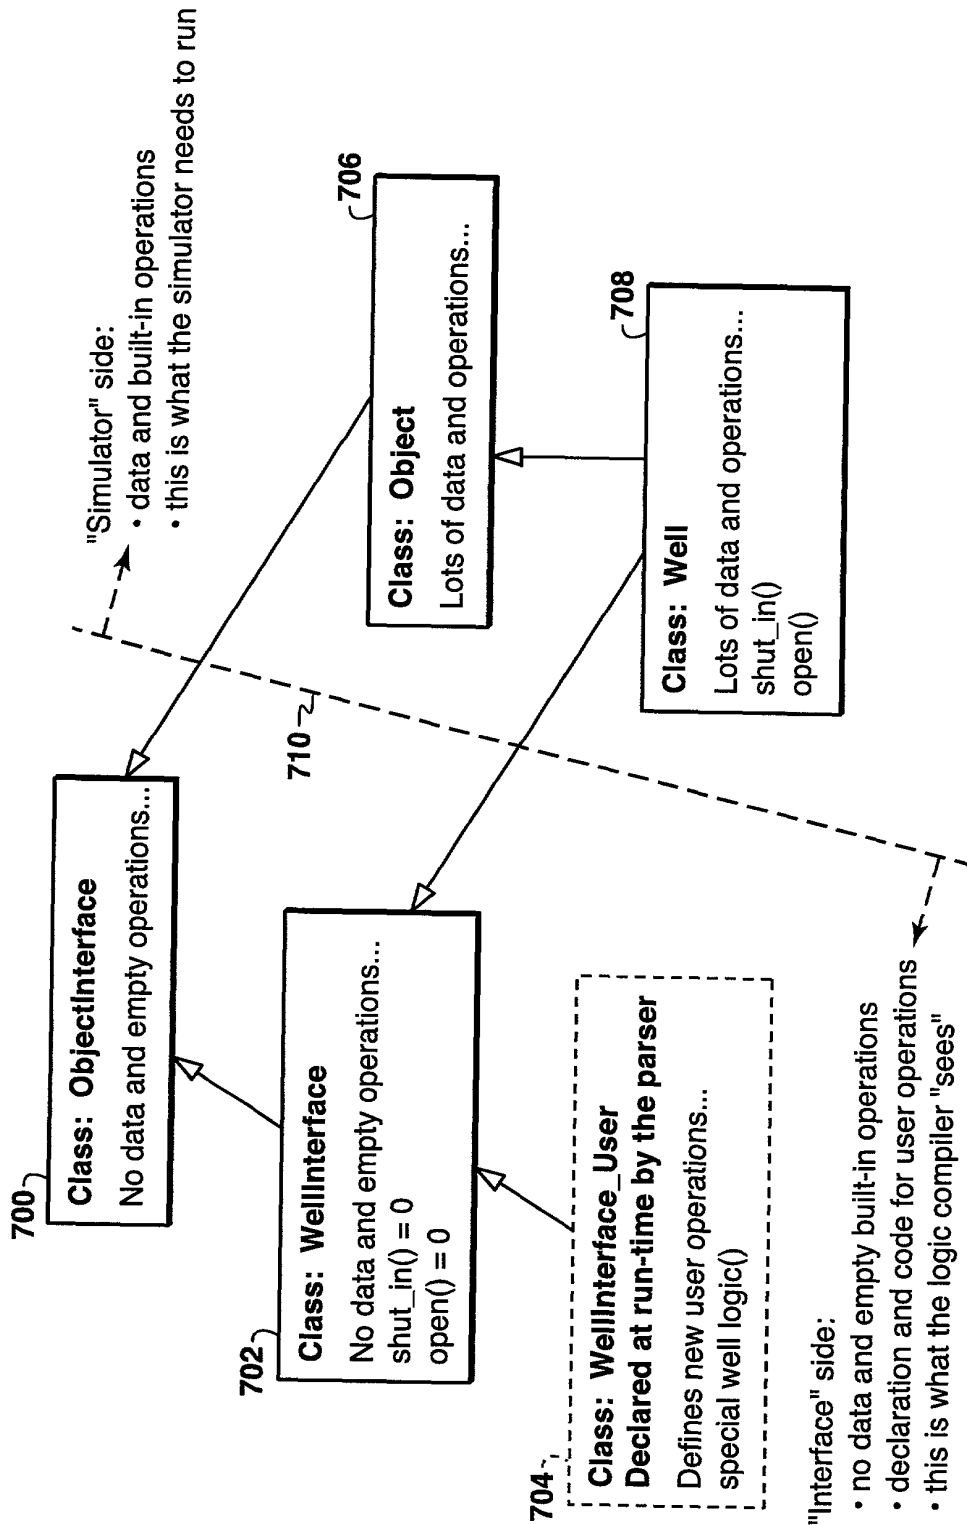 700
Class: ObjectInterface
No data and empty operations...
"Simulator" side:
• data and built-in operations
• this is what the simulator needs to run
702
Class: WellInterface
No data and empty operations...
shut_in() = 0
open() = 0
710
706
Class: Object
Lots of data and operations...
704
Class: WellInterface_User
Declared at run-time by the parser
Defines new user operations...
special well logic()
708
Class: Well
Lots of data and operations...
shut_in()
open()
"Interface" side:
• no data and empty built-in operations
• declaration and code for user operations
• this is what the logic compiler "sees"